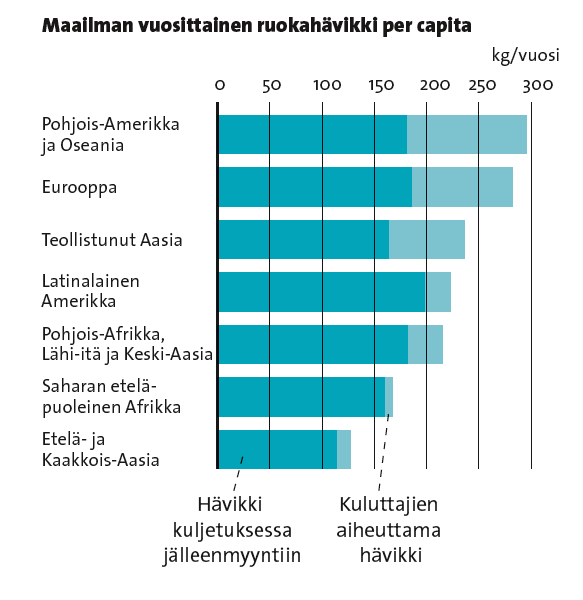 Maailman vuosittainen ruokahävikki per capita
kg/vuosi
0 50 100 150 200 250 300
Pohjois-Amerikka
ja Oseania
Eurooppa
Teollistunut Aasia
Latinalainen
Amerikka
Pohjois-Afrikka,
Lähi-itä ja Keski-Aasia
Saharan etelä-
puoleinen Afrikka
Etelä- ja
Kaakkois-Aasia
Hävikki
kuljetuksessa
jälleenmyyntiin
Kuluttajien
aiheuttama
hävikki